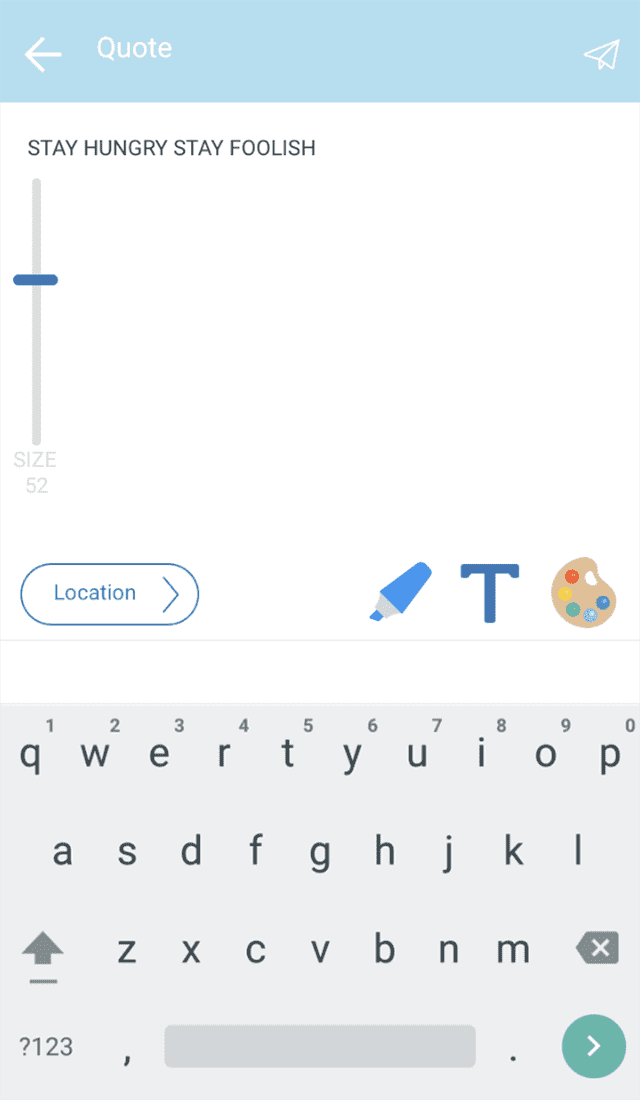 Quote
STAY HUNGRY STAY FOOLISH
SIZE
52
Location
1 2 3 4 5 6 7 8 9 0
q w e r t y u i o p
a s d f g h j k l
z x c v b n m
?123 , .